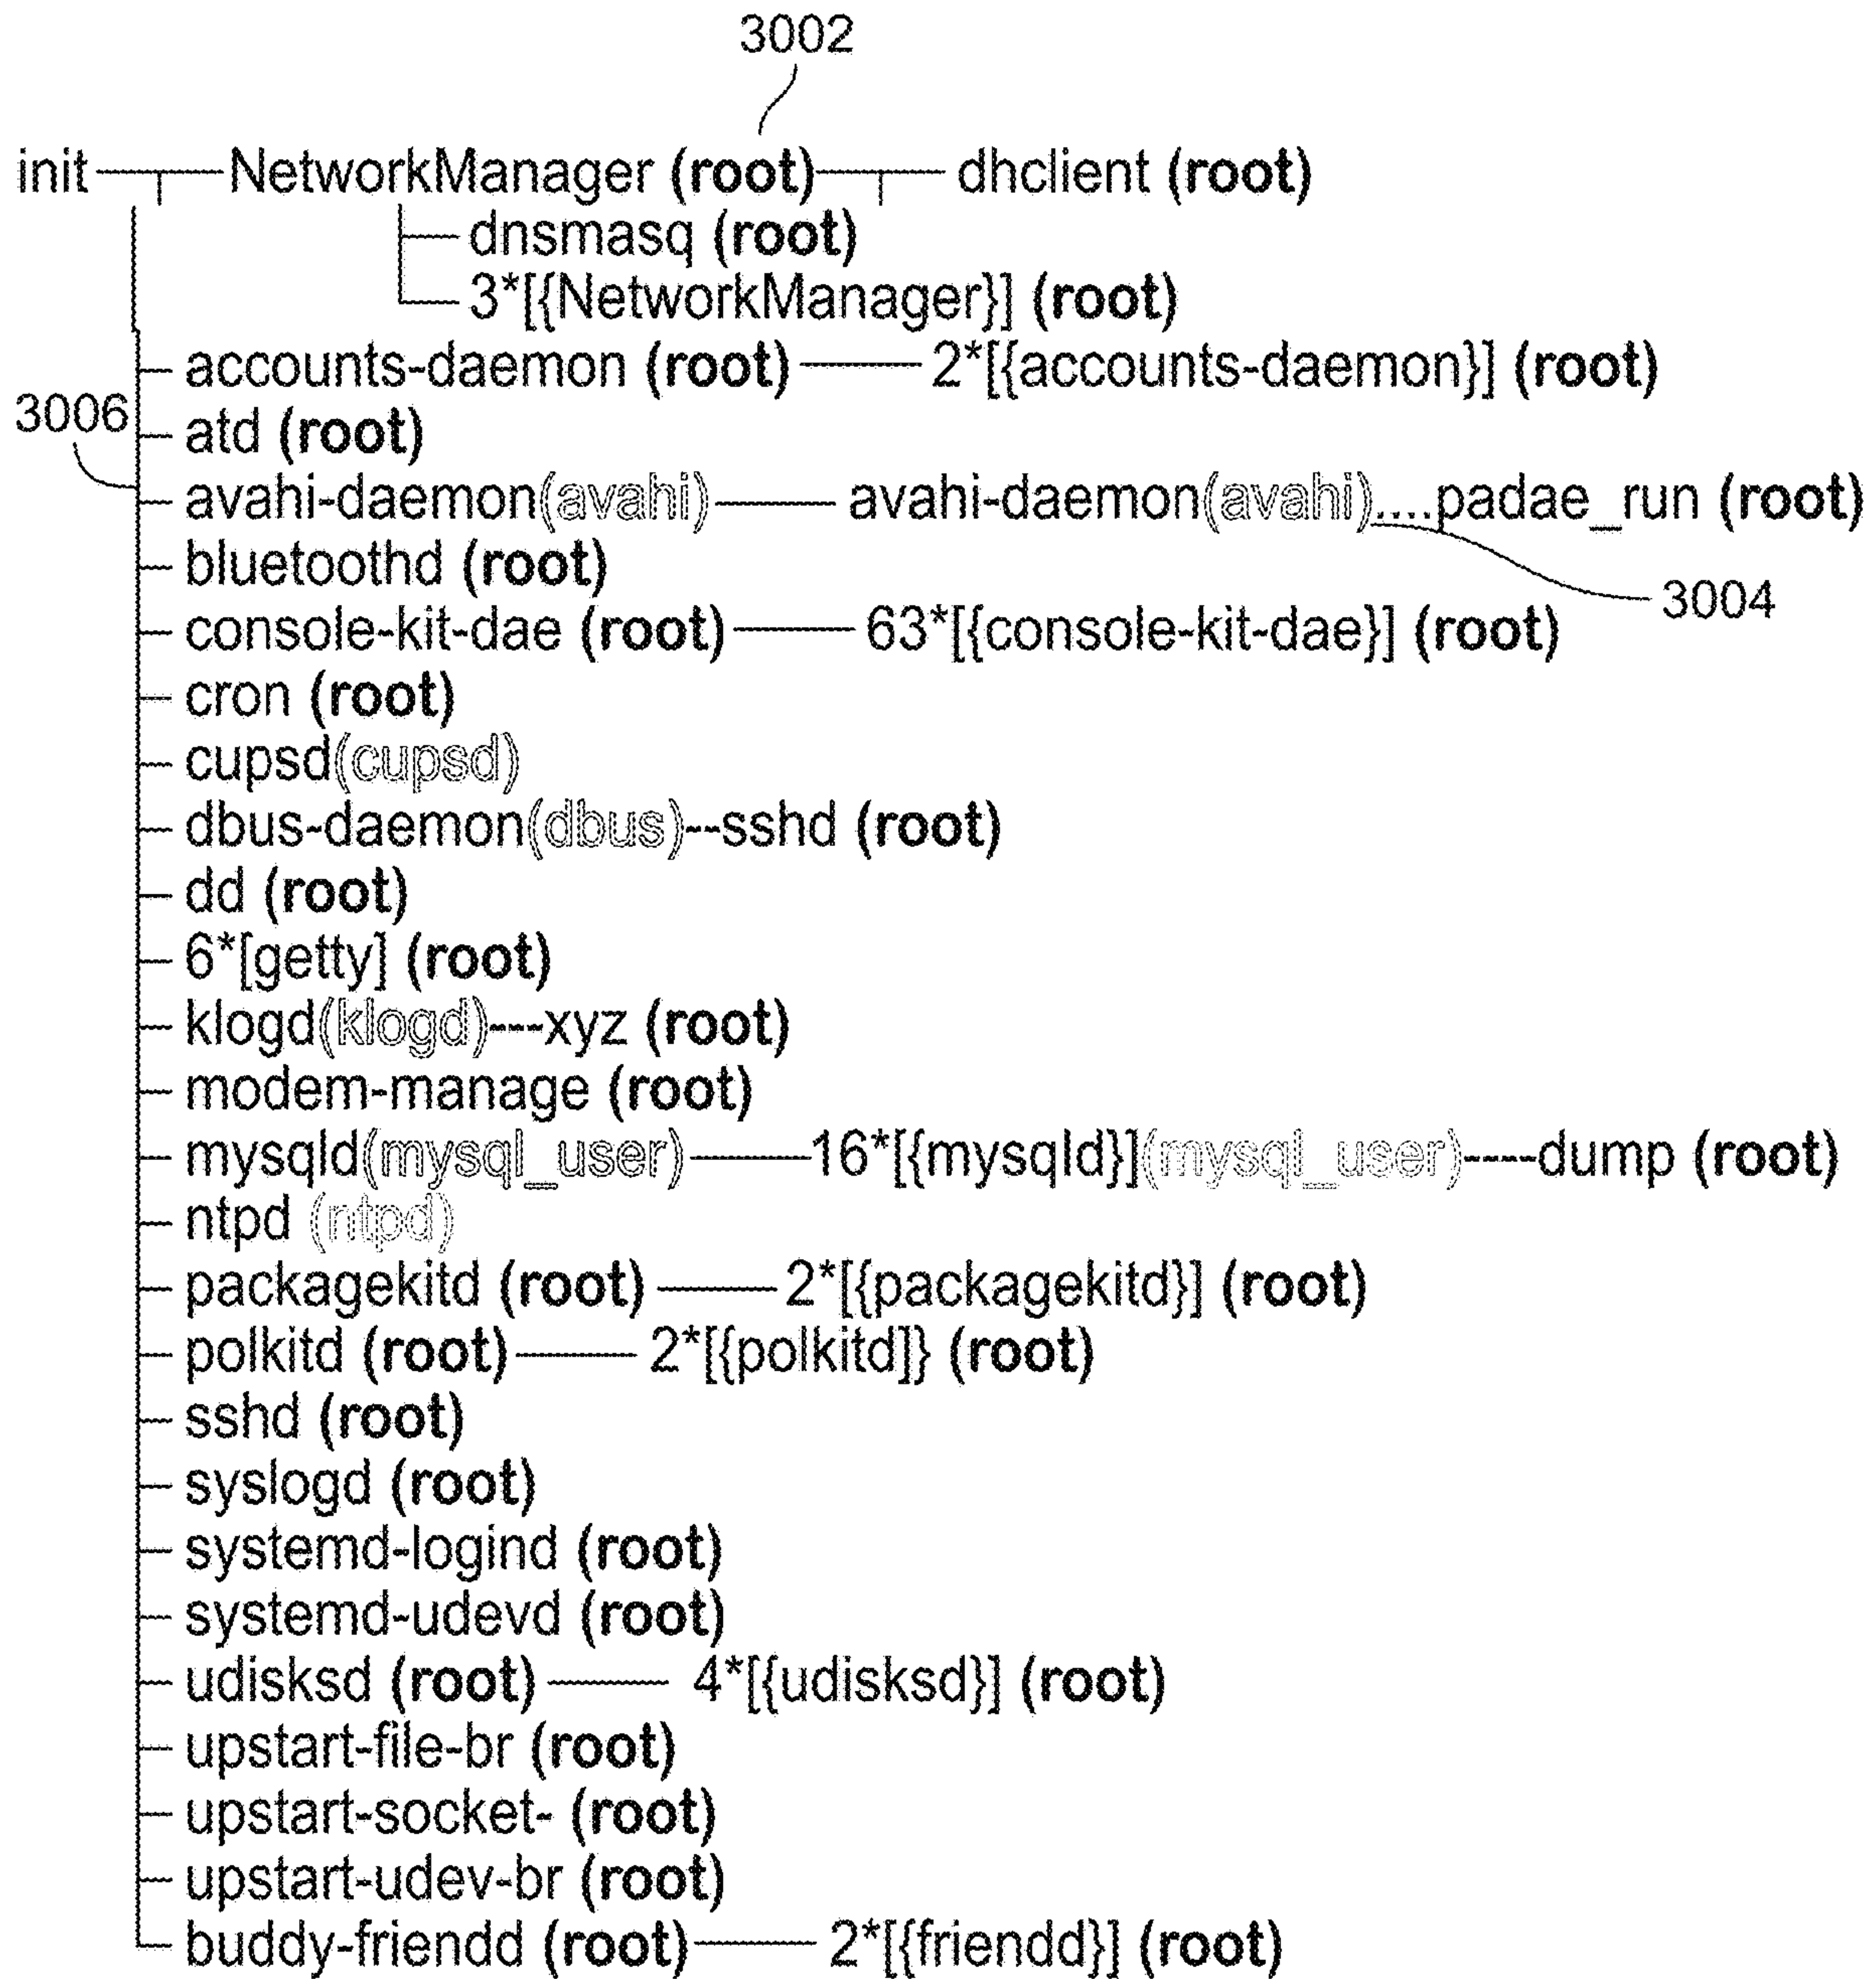 3002
init NetworkManager (root) dhclient (root)
dnsmasq (root)
3*[{NetworkManager}] (root)
accounts-daemon (root) 2*[{accounts-daemon}] (root)
3006
atd (root)
avahi-daemon(avahi) avahi-daemon(avahi)....padae_run (root)
bluetoothd (root)
3004
console-kit-dae (root) 63*[{console-kit-dae}] (root)
cron (root)
cupsd(cupsd)
dbus-daemon(dbus)--sshd (root)
dd (root)
6*[getty] (root)
klogd(klogd)---xyz (root)
modem-manage (root)
mysqld(mysql_user) 16*[{mysqld}](mysql_user)----dump (root)
ntpd (ntpd)
packagekitd (root) 2*[{packagekitd}] (root)
polkitd (root) 2*[{polkitd]} (root)
sshd (root)
syslogd (root)
systemd-logind (root)
systemd-udevd (root)
udisksd (root) 4*[{udisksd}] (root)
upstart-file-br (root)
upstart-socket- (root)
upstart-udev-br (root)
buddy-friendd (root) 2*[{friendd}] (root)